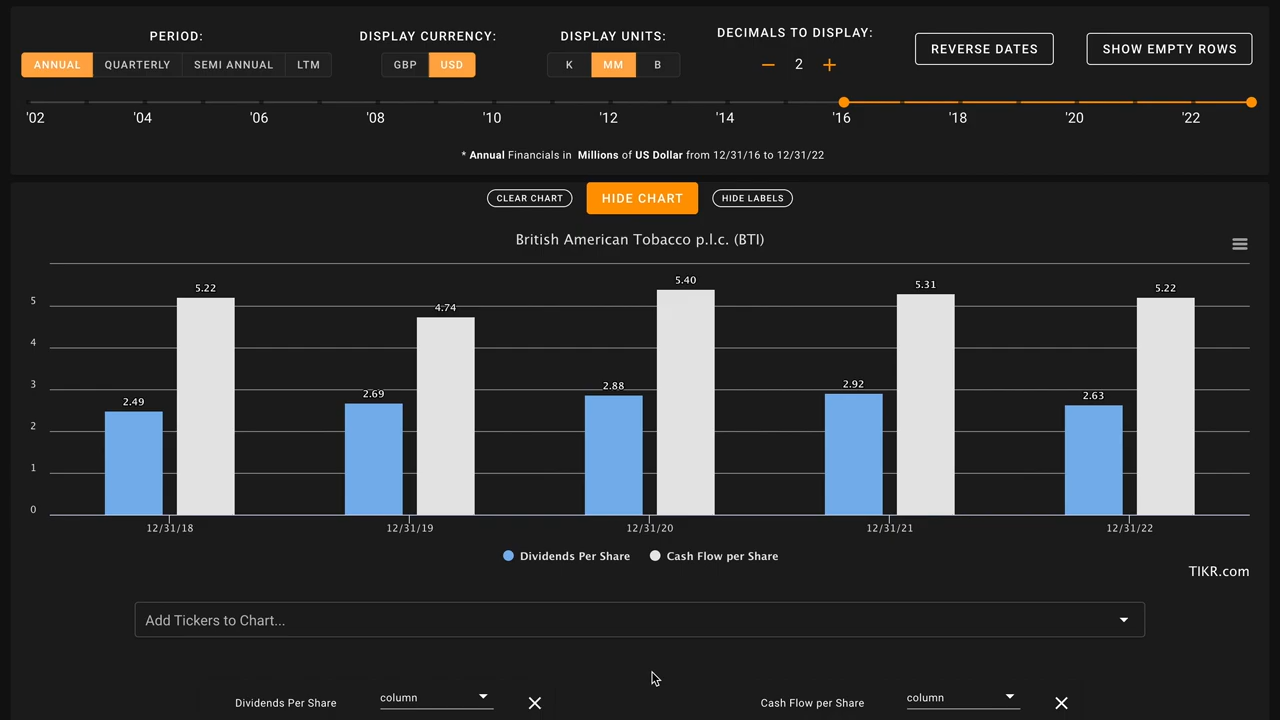 PERIOD: DISPLAY CURRENCY: DISPLAY UNITS: DECIMALS TO DISPLAY:
ANNUAL QUARTERLY SEMI ANNUAL LTM GBP USD K MM B − 2 + REVERSE DATES SHOW EMPTY ROWS
'02 '04 '06 '08 '10 '12 '14 '16 '18 '20 '22
* Annual Financials in Millions of US Dollar from 12/31/16 to 12/31/22
CLEAR CHART HIDE CHART HIDE LABELS
British American Tobacco p.l.c. (BTI)
5
4
3
2
1
0
2.49 5.22 2.69 4.74 2.88 5.40 2.92 5.31 2.63 5.22
12/31/18 12/31/19 12/31/20 12/31/21 12/31/22
Dividends Per Share Cash Flow per Share
TIKR.com
Add Tickers to Chart...
Dividends Per Share column Cash Flow per Share column